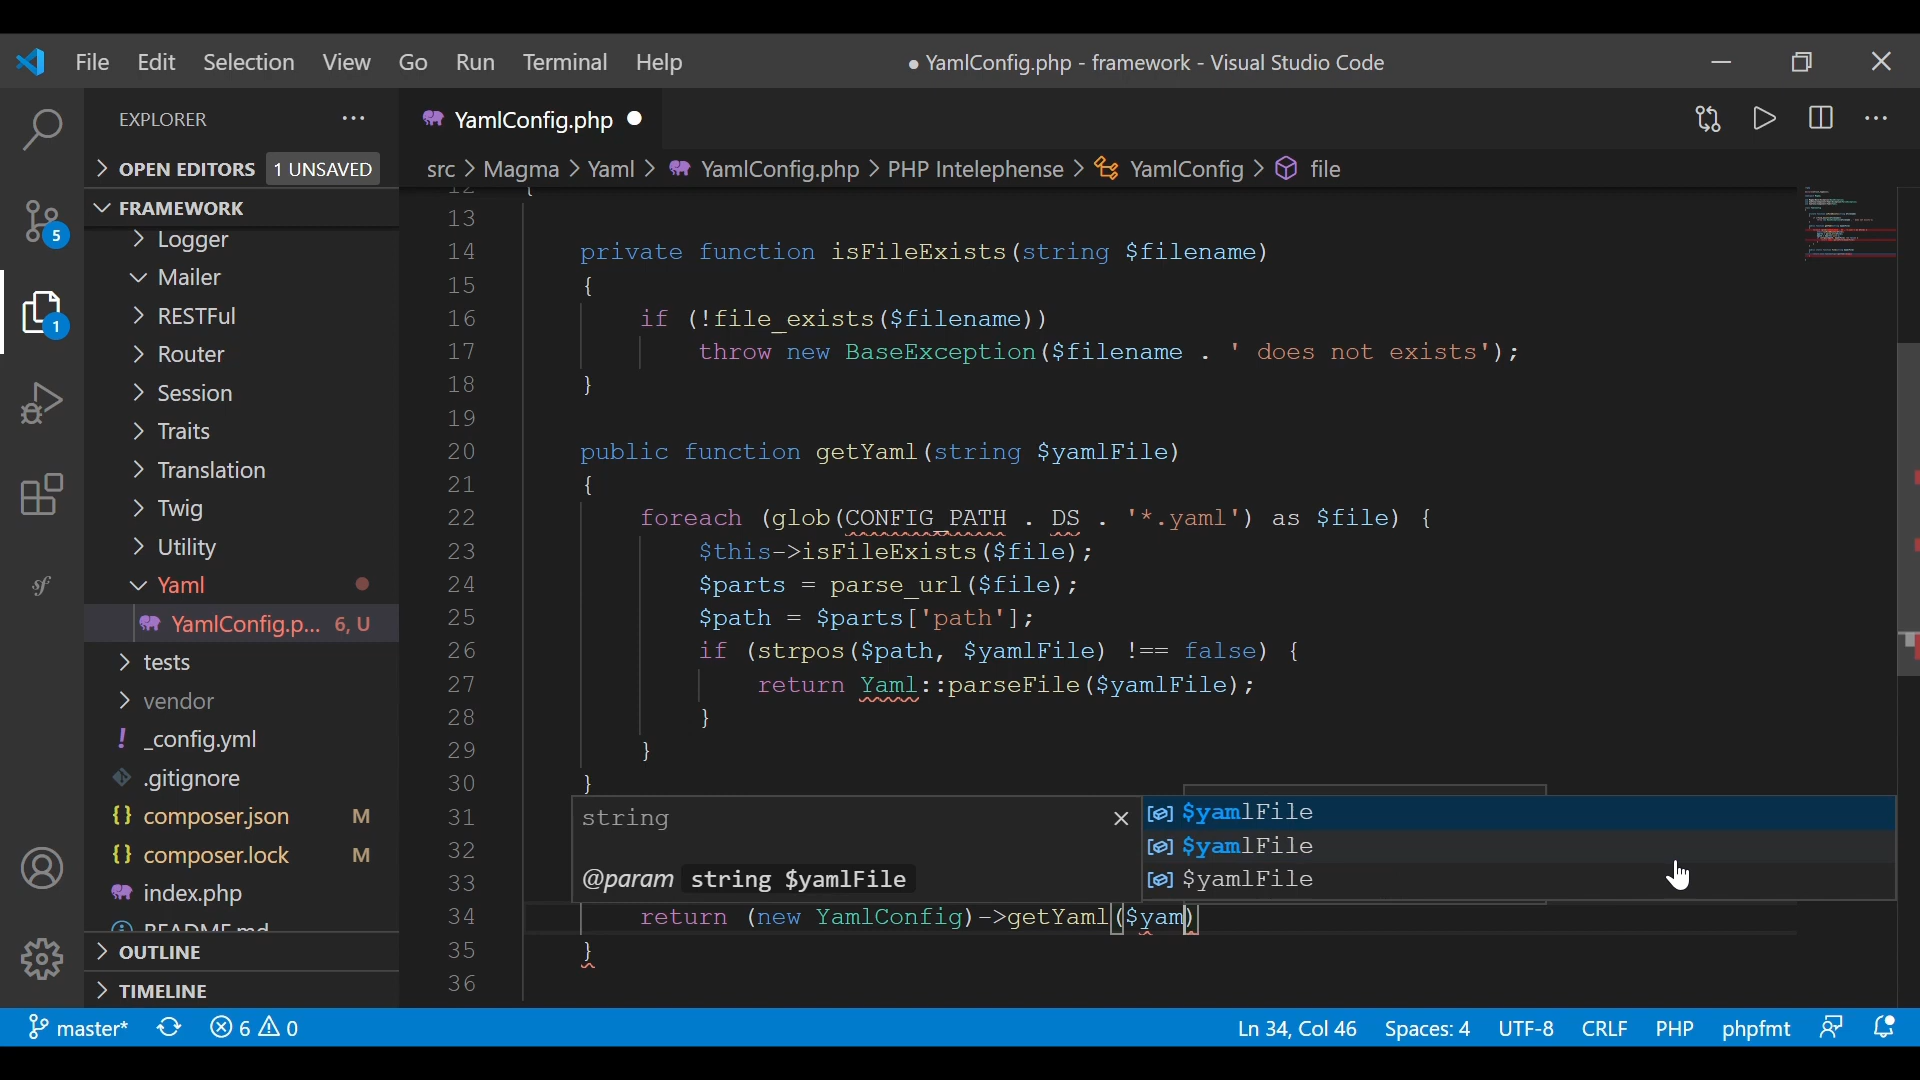 File Edit Selection View Go Run Terminal Help
● YamlConfig.php - framework - Visual Studio Code
EXPLORER
YamlConfig.php
OPEN EDITORS 1 UNSAVED
src > Magma > Yaml > YamlConfig.php > PHP Intelephense > YamlConfig > file
FRAMEWORK
Logger
Mailer
RESTFul
Router
Session
Traits
Translation
Twig
Utility
Yaml
YamlConfig.p... 6, U
tests
vendor
_config.yml
.gitignore
composer.json M
composer.lock M
index.php
README.md
OUTLINE
TIMELINE
5
1
12 {
13
14 private function isFileExists(string $filename)
15 {
16 if (!file_exists($filename))
17 throw new BaseException($filename . ' does not exists');
18 }
19
20 public function getYaml(string $yamlFile)
21 {
22 foreach (glob(CONFIG_PATH . DS . '*.yaml') as $file) {
23 $this->isFileExists($file);
24 $parts = parse_url($file);
25 $path = $parts['path'];
26 if (strpos($path, $yamlFile) !== false) {
27 return Yaml::parseFile($yamlFile);
28 }
29 }
30 }
31
32
33
34 return (new YamlConfig)->getYaml($yam)
35 }
36
string
@param string $yamlFile
$yamlFile
$yamlFile
$yamlFile
master* 6 0
Ln 34, Col 46 Spaces: 4 UTF-8 CRLF PHP phpfmt